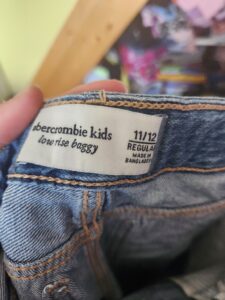 abercrombie kids
low rise baggy
11/12
REGULAR
MADE IN
BANGLADESH